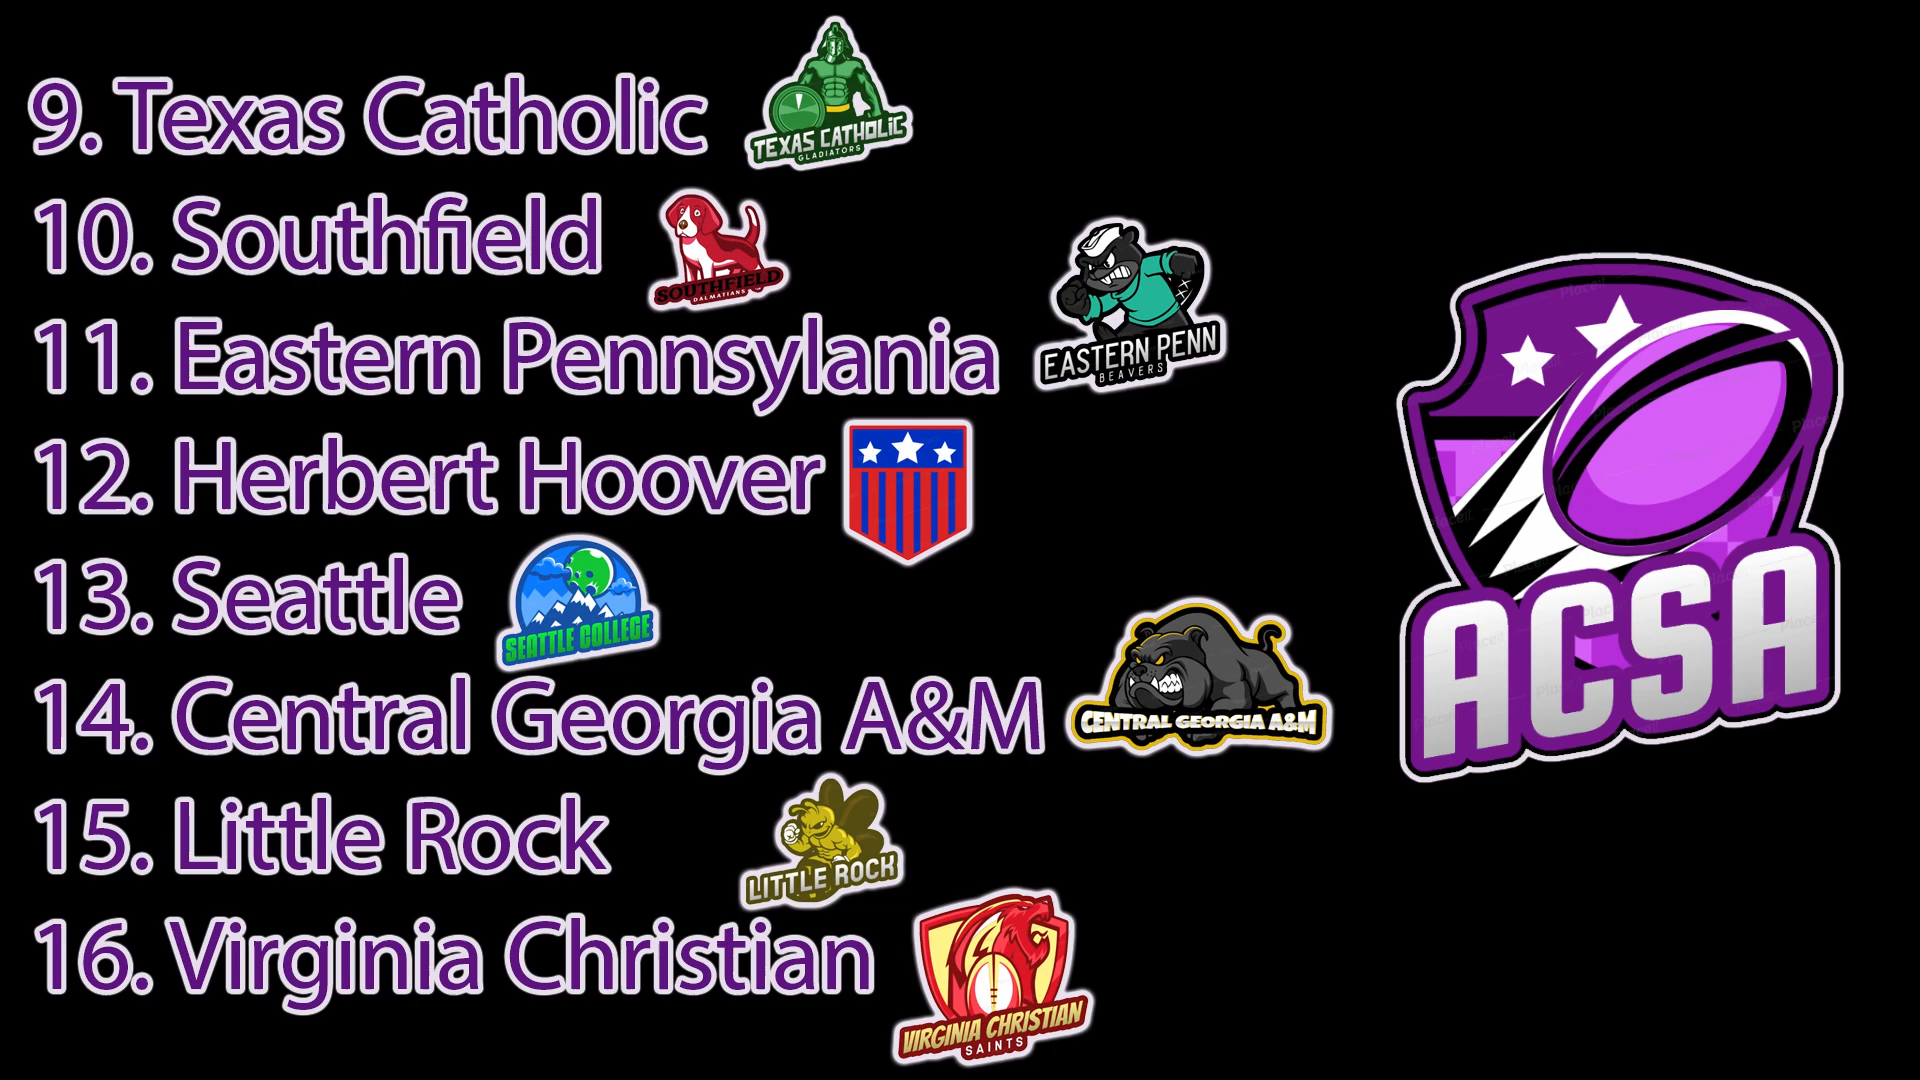 9. Texas Catholic
TEXAS CATHOLIC
GLADIATORS
10. Southfield
SOUTHFIELD
DALMATIANS
11. Eastern Pennsylania
EASTERN PENN
BEAVERS
12. Herbert Hoover
13. Seattle
SEATTLE COLLEGE
14. Central Georgia A&M
CENTRAL GEORGIA A&M
15. Little Rock
LITTLE ROCK
16. Virginia Christian
VIRGINIA CHRISTIAN
SAINTS
ACSA
Placeit